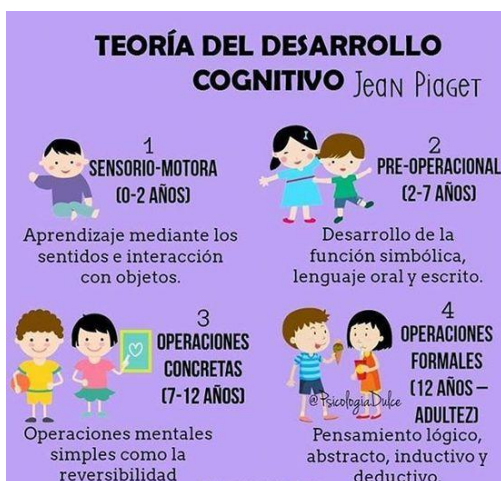 TEORÍA DEL DESARROLLO
COGNITIVO Jean Piaget
1
SENSORIO-MOTORA
(0-2 AÑOS)
Aprendizaje mediante los
sentidos e interacción
con objetos.
2
PRE-OPERACIONAL
(2-7 AÑOS)
Desarrollo de la
función simbólica,
lenguaje oral y escrito.
3
OPERACIONES
CONCRETAS
(7-12 AÑOS)
Operaciones mentales
simples como la
reversibilidad
4
OPERACIONES
FORMALES
(12 AÑOS –
ADULTEZ)
@PsicologiaDulce
Pensamiento lógico,
abstracto, inductivo y
deductivo.